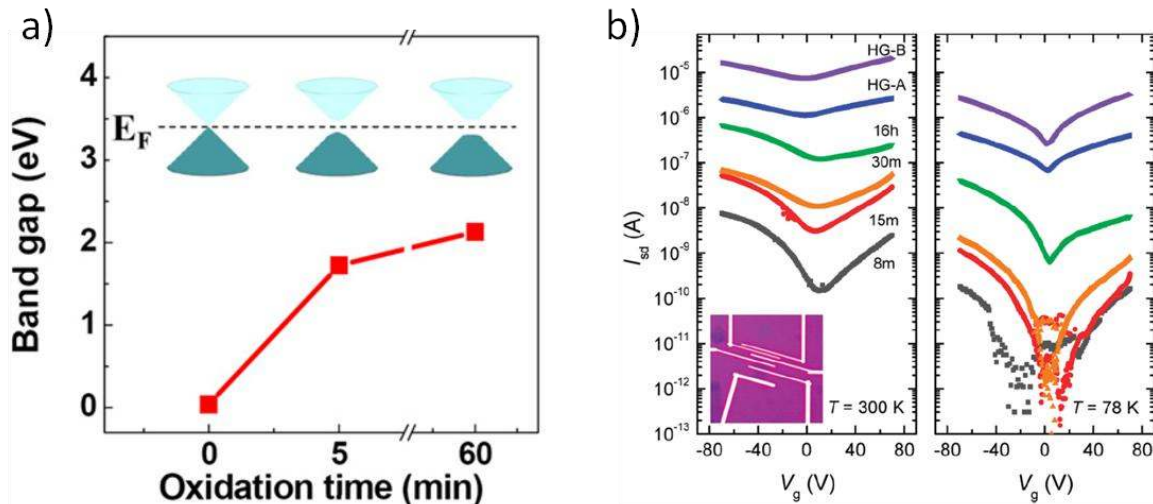 a)
Band gap (eV)
4
3
2
1
0
E_F
0 5 60
Oxidation time (min)
b)
I_sd (A)
10^-5
10^-6
10^-7
10^-8
10^-9
10^-10
10^-11
10^-12
10^-13
HG-B
HG-A
16h
30m
15m
8m
T = 300 K
-80 -40 0 40 80
V_g (V)
T = 78 K
-80 -40 0 40 80
V_g (V)